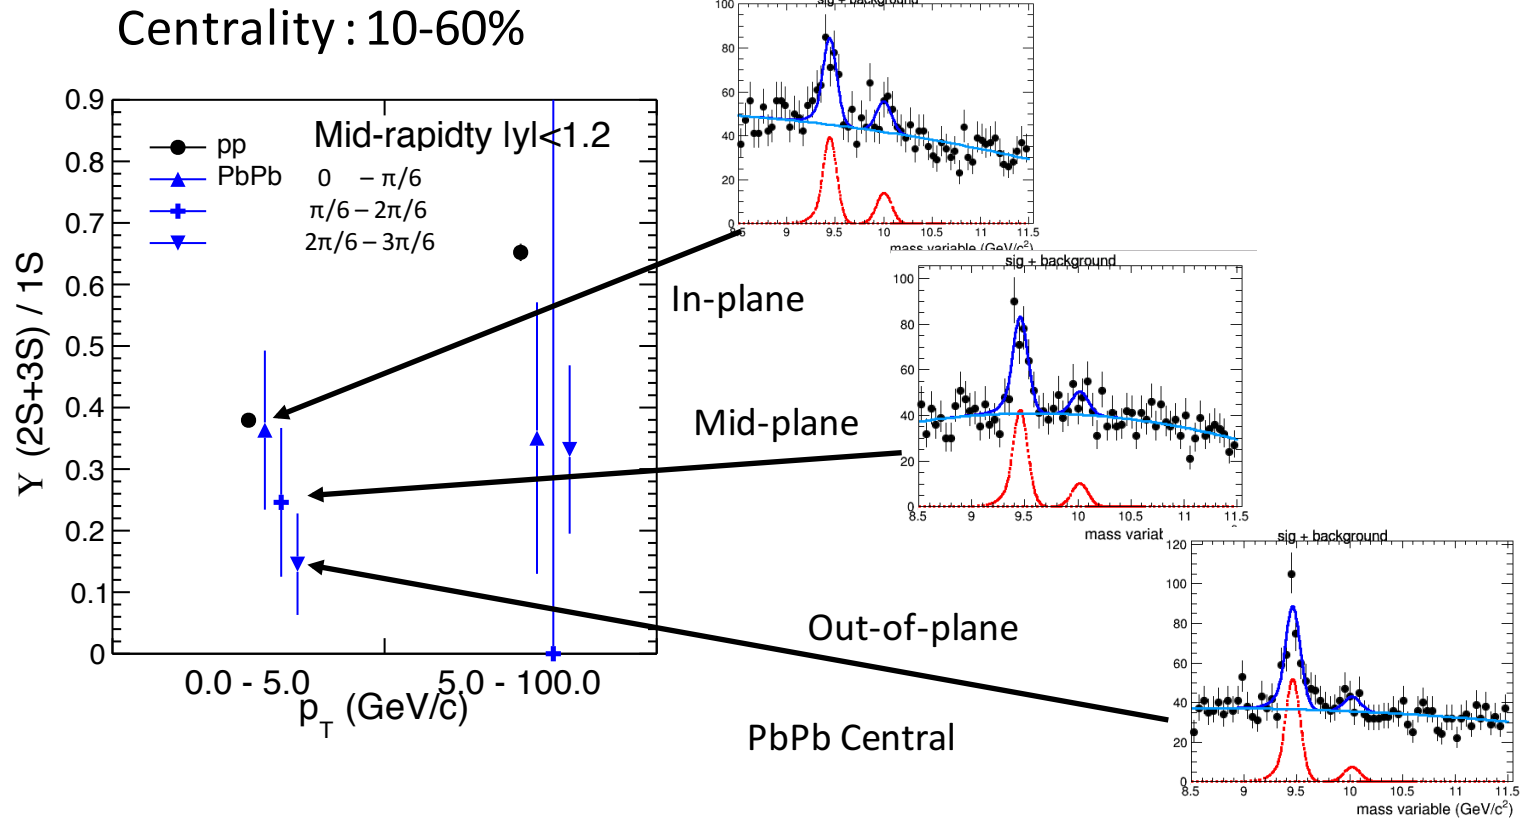 Centrality : 10-60%
0.9
0.8
0.7
0.6
0.5
0.4
0.3
0.2
0.1
0
Υ (2S+3S) / 1S
Mid-rapidty |y|<1.2
pp
PbPb 0 – π/6
π/6 – 2π/6
2π/6 – 3π/6
0.0 - 5.0 5.0 - 100.0
p_T (GeV/c)
sig + background
100
80
60
40
20
0
8.5 9 9.5 10 10.5 11 11.5
mass variable (GeV/c²)
In-plane
sig + background
100
80
60
40
20
0
8.5 9 9.5 10 10.5 11 11.5
mass variat
Mid-plane
sig + background
120
100
80
60
40
20
0
8.5 9 9.5 10 10.5 11 11.5
mass variable (GeV/c²)
Out-of-plane
PbPb Central